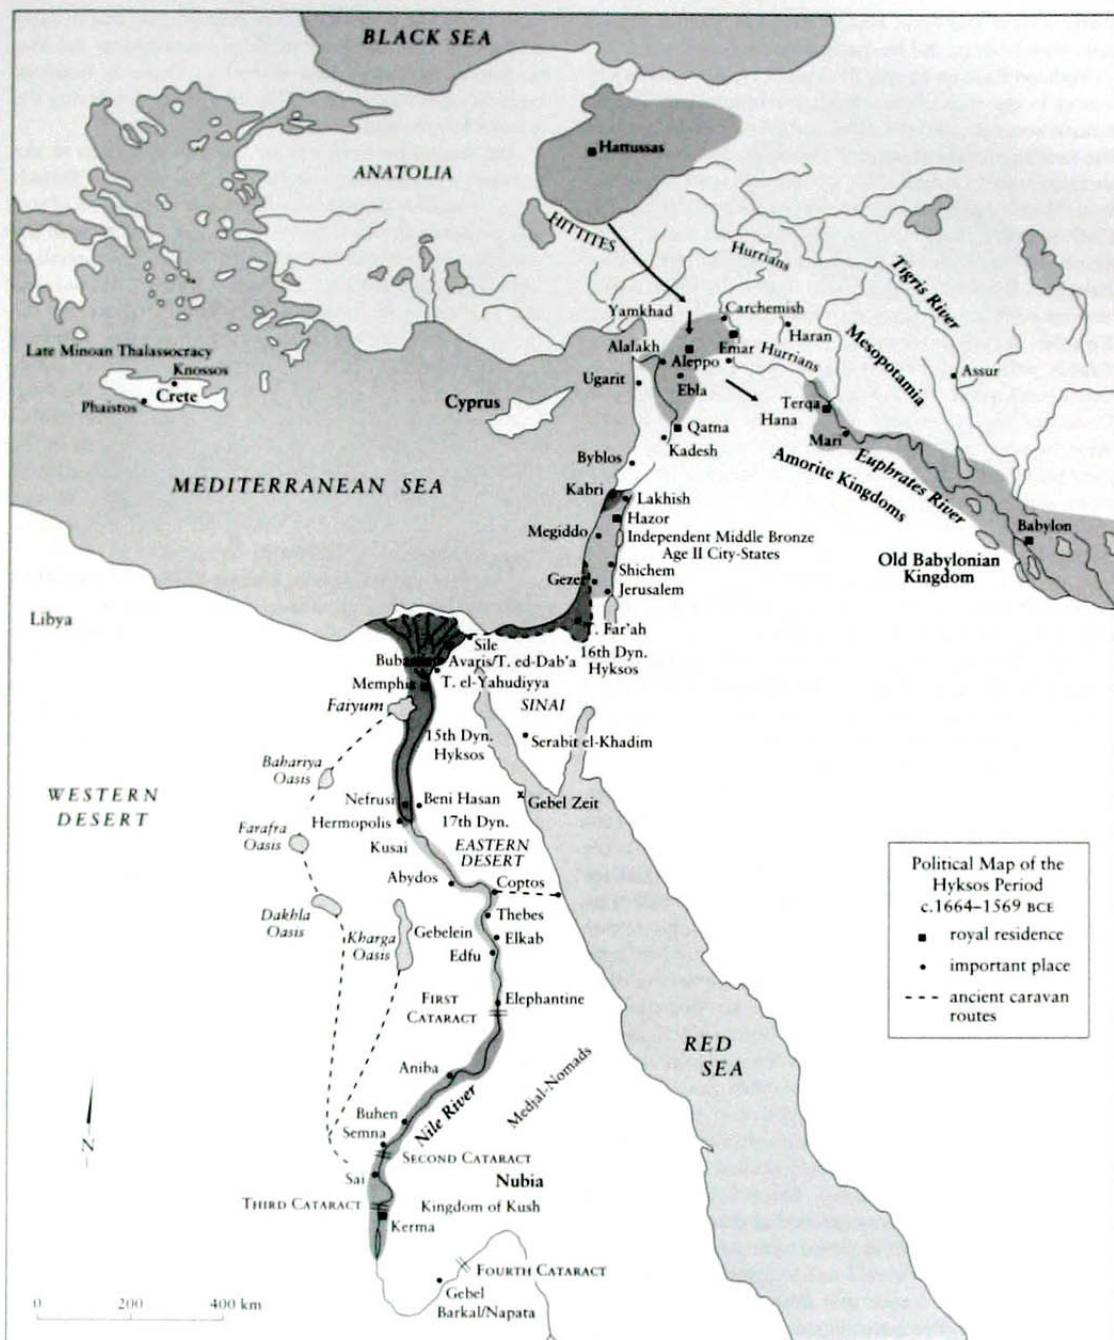 BLACK SEA
Hattussas
ANATOLIA
HITTITES
Hurrians
Tigris River
Yamkhad
Carchemish
Haran
Mesopotamia
Late Minoan Thalassocracy
Knossos
Crete
Phaistos
Alalakh
Aleppo
Emar
Hurrians
Assur
Ugarit
Ebla
Cyprus
Terqa
Hana
Qatna
Mari
Kadesh
Byblos
Euphrates River
Amorite Kingdoms
MEDITERRANEAN SEA
Kabri
Lakhish
Hazor
Babylon
Megiddo
Independent Middle Bronze
Age II City-States
Old Babylonian
Kingdom
Gezer
Shichem
Jerusalem
Libya
T. Far'ah
Sile
16th Dyn.
Hyksos
Avaris/T. ed-Dab'a
Memphis
T. el-Yahudiyya
Faiyum
SINAI
15th Dyn.
Hyksos
Serabit el-Khadim
Bahariya
Oasis
WESTERN
DESERT
Nefrusi
Beni Hasan
Gebel Zeit
Hermopolis
17th Dyn.
Farafra
Oasis
Kusai
EASTERN
DESERT
Abydos
Coptos
Dakhla
Oasis
Kharga
Oasis
Thebes
Gebelein
Elkab
Edfu
FIRST
CATARACT
Elephantine
Political Map of the
Hyksos Period
c.1664–1569 BCE
royal residence
important place
ancient caravan
routes
RED
SEA
Aniba
Medjal-Nomads
Nile River
Buhen
Semna
N
SECOND CATARACT
Sai
Nubia
THIRD CATARACT
Kingdom of Kush
Kerma
FOURTH CATARACT
Gebel
Barkal/Napata
0 200 400 km